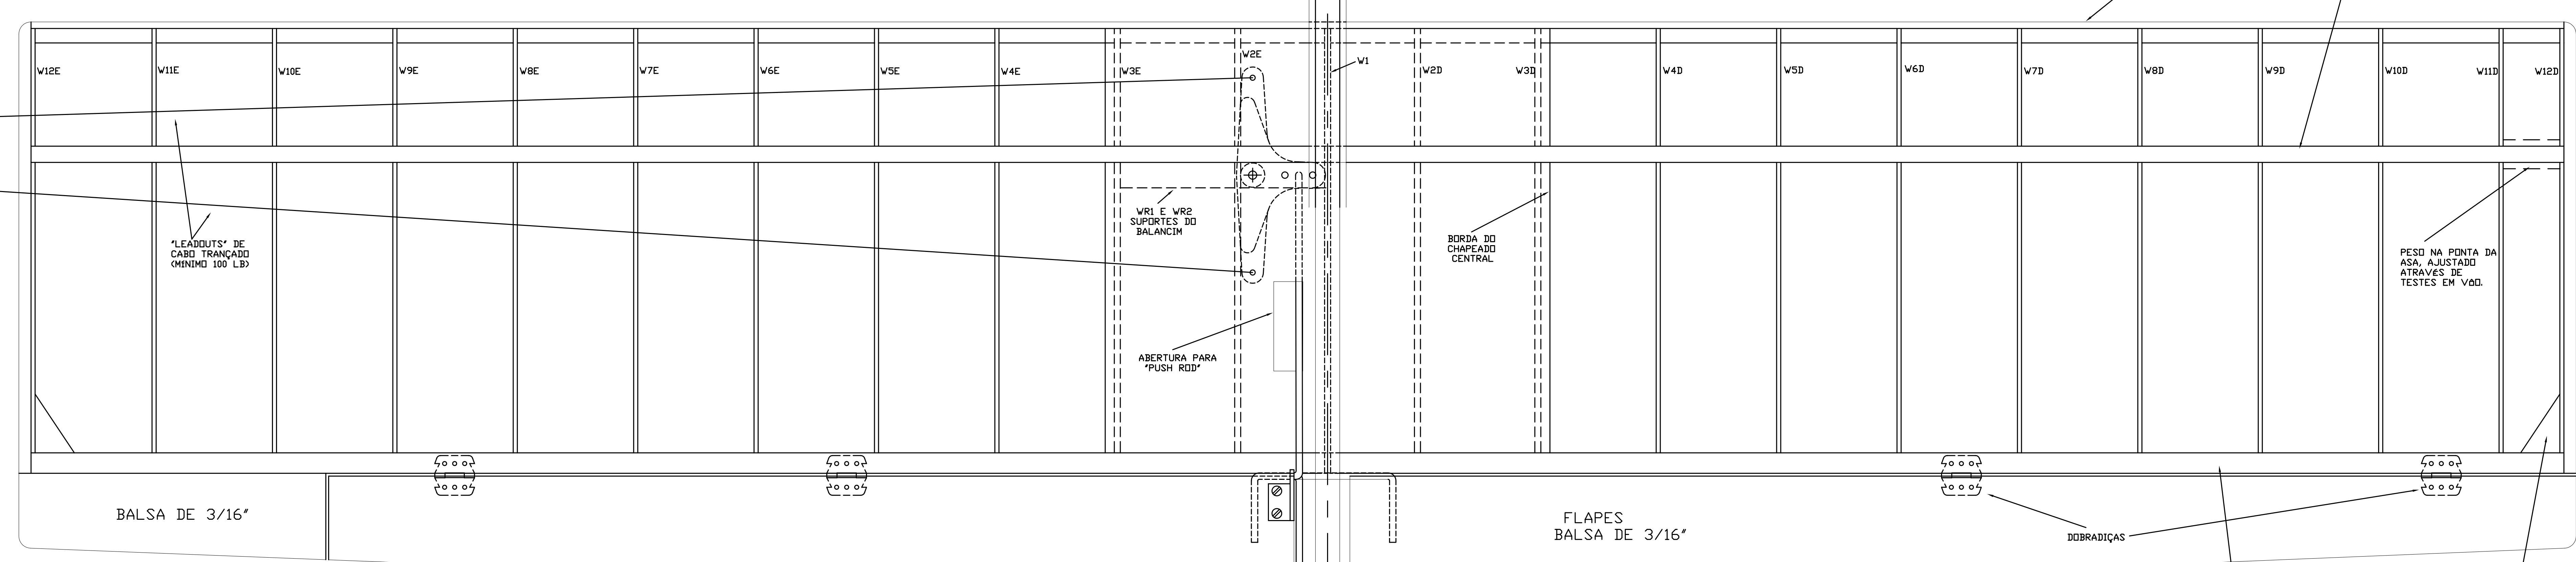 W12E
W11E
W10E
W9E
W8E
W7E
W6E
W5E
W4E
W3E
W2E
W1
W2D
W3D
W4D
W5D
W6D
W7D
W8D
W9D
W10D
W11D
W12D
"LEADOUTS" DE
CABO TRANÇADO
(MÍNIMO 100 LB)
WR1 E WR2
SUPORTES DO
BALANCIM
BORDA DO
CHAPEADO
CENTRAL
PESO NA PONTA DA
ASA, AJUSTADO
ATRAVÉS DE
TESTES EM VÔO.
ABERTURA PARA
"PUSH ROD"
BALSA DE 3/16"
FLAPES
BALSA DE 3/16"
DOBRADIÇAS